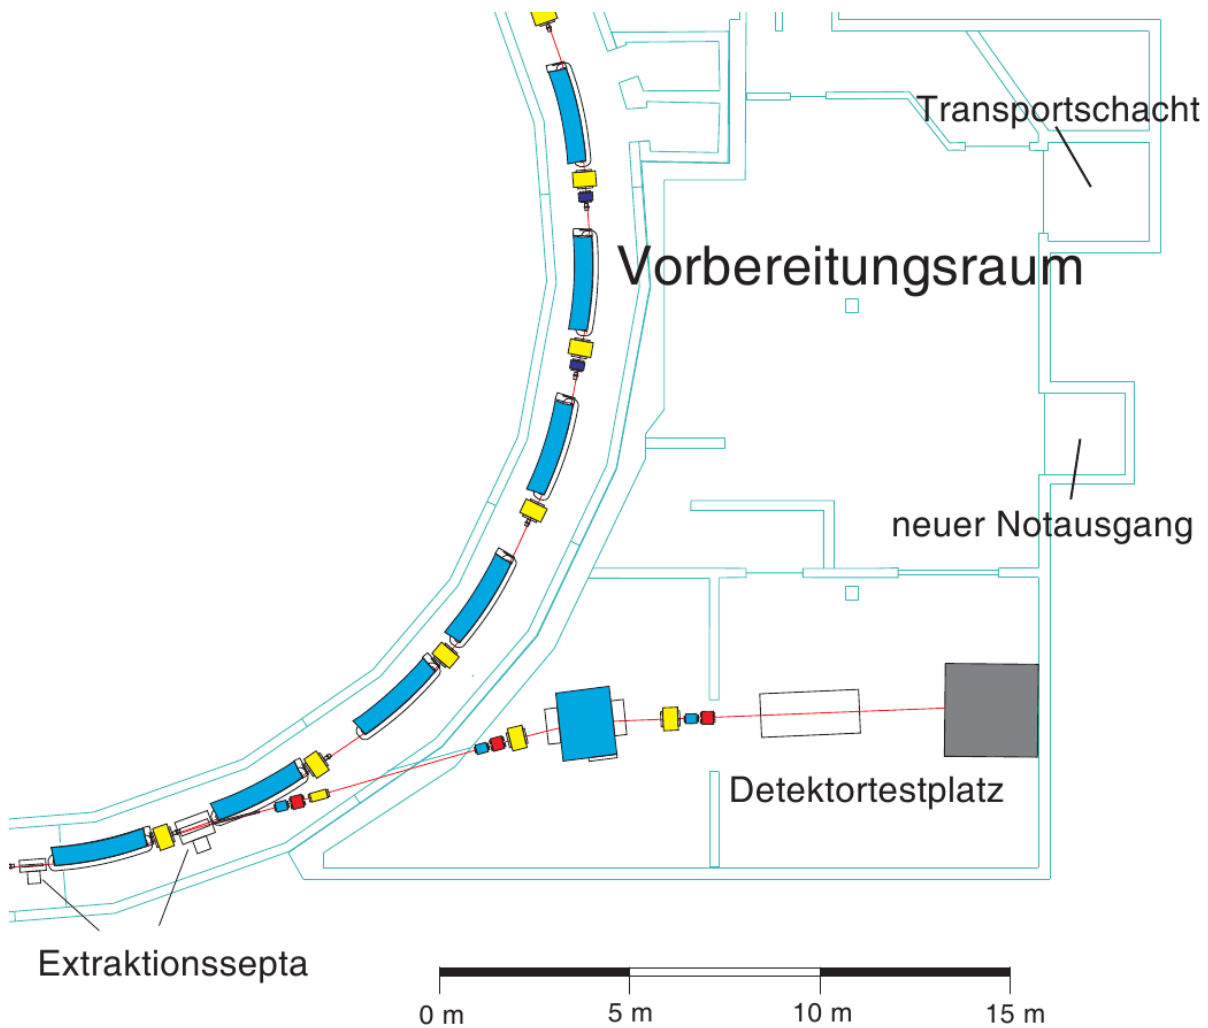 Transportschacht
Vorbereitungsraum
neuer Notausgang
Detektortestplatz
Extraktionssepta
0 m
5 m
10 m
15 m